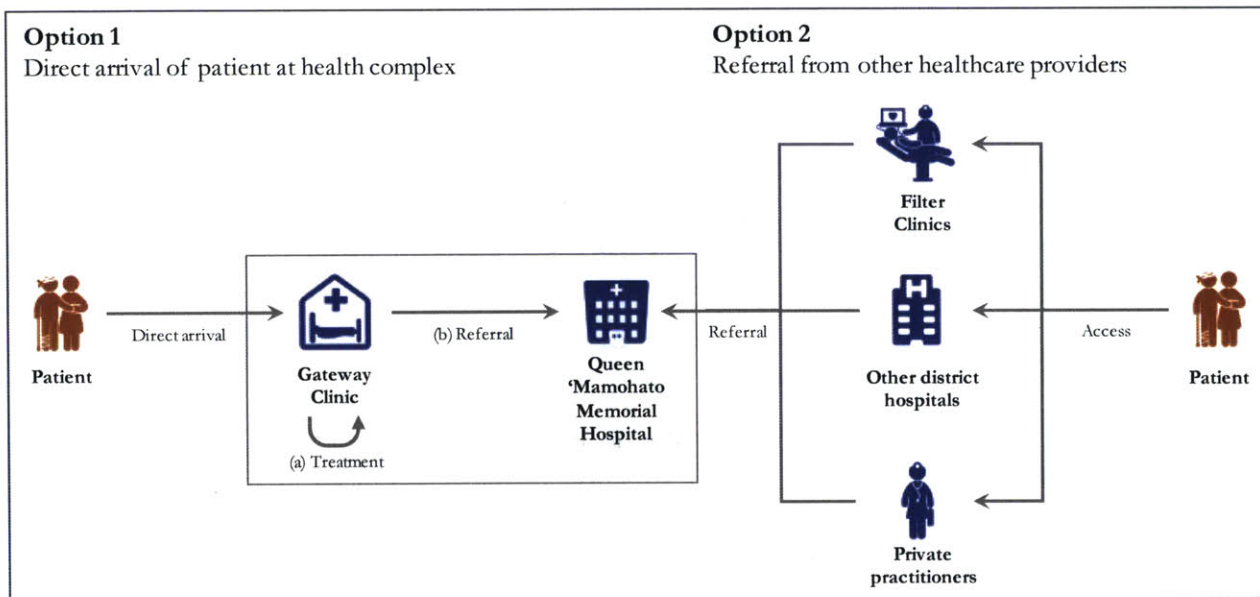 Option 1
Direct arrival of patient at health complex
Option 2
Referral from other healthcare providers
Filter
Clinics
Direct arrival
Patient
Gateway
Clinic
(a) Treatment
(b) Referral
Queen
‘Mamohato
Memorial
Hospital
Referral
Other district
hospitals
Access
Patient
Private
practitioners